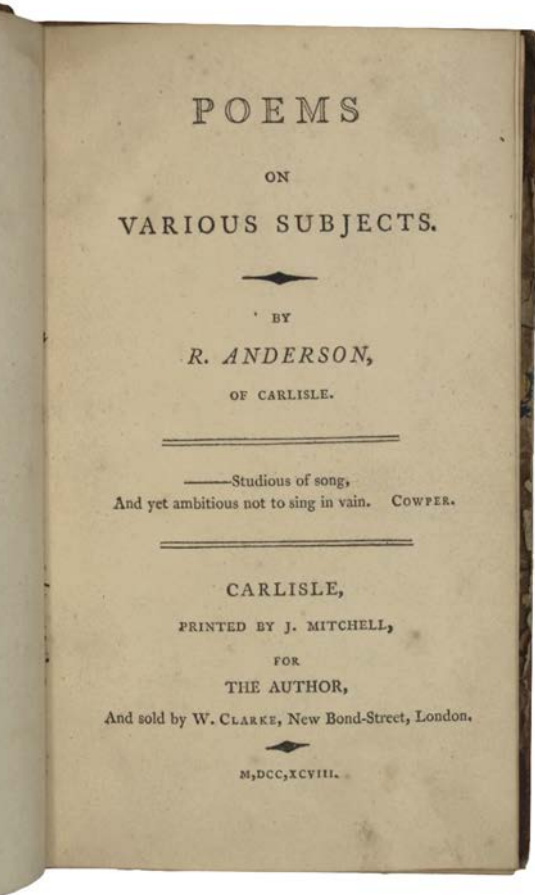 POEMS
ON
VARIOUS SUBJECTS.
BY
R. ANDERSON,
OF CARLISLE.
———Studious of song,
And yet ambitious not to sing in vain. COWPER.
CARLISLE,
PRINTED BY J. MITCHELL,
FOR
THE AUTHOR,
And sold by W. CLARKE, New Bond-Street, London.
M,DCC,XCVIII.